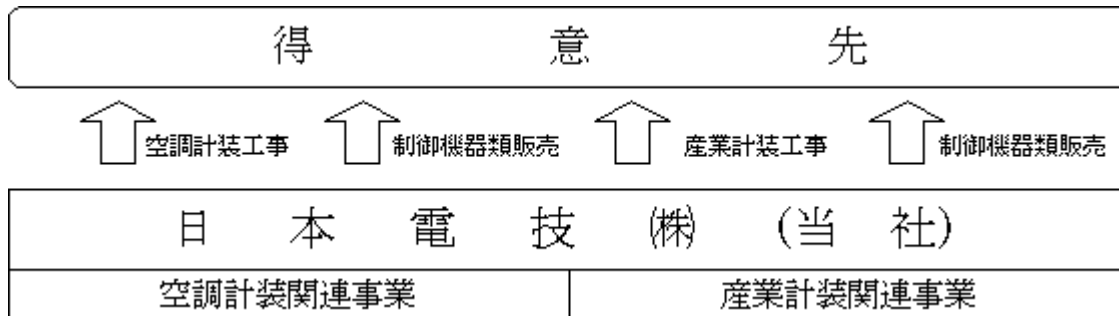 得意先
空調計装工事 制御機器類販売 産業計装工事 制御機器類販売
日本電技㈱(当社)
空調計装関連事業 産業計装関連事業